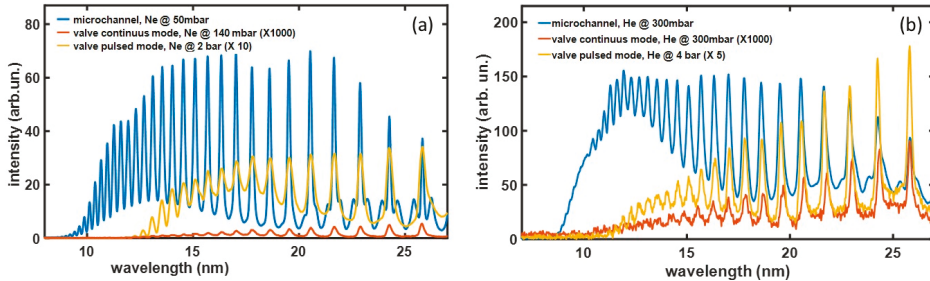 (a)
microchannel, Ne @ 50mbar
valve continuus mode, Ne @ 140 mbar (X1000)
valve pulsed mode, Ne @ 2 bar (X 10)
intensity (arb.un.)
80
60
40
20
0
10
15
20
25
wavelength (nm)
(b)
microchannel, He @ 300mbar
valve continuus mode, He @ 300mbar (X1000)
valve pulsed mode, He @ 4 bar (X 5)
intensity (arb. un.)
200
150
100
50
0
10
15
20
25
wavelength (nm)